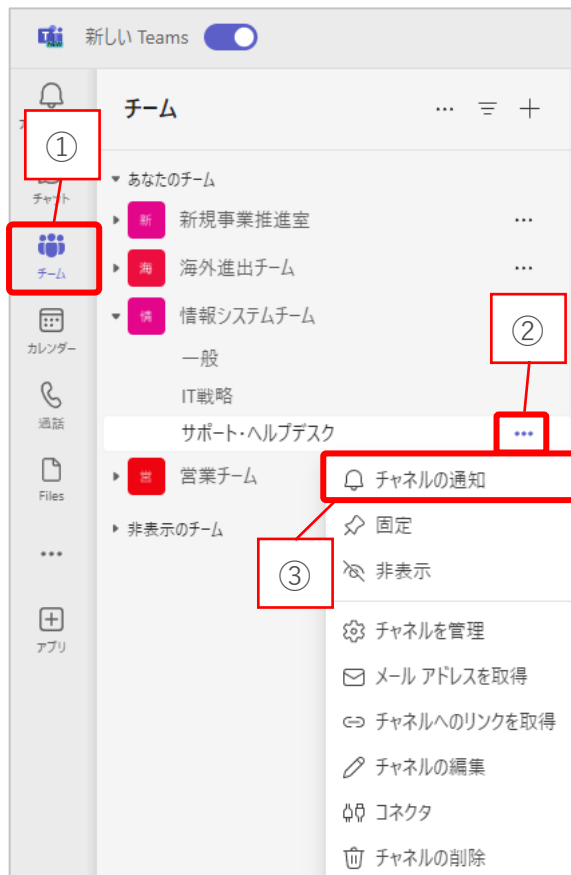 新しい Teams
チーム
①
チャット
あなたのチーム
新 新規事業推進室
チーム
海 海外進出チーム
情 情報システムチーム
②
カレンダー
一般
IT戦略
通話
サポート・ヘルプデスク
営 営業チーム
チャネルの通知
Files
非表示のチーム
固定
③
非表示
アプリ
チャネルを管理
メール アドレスを取得
チャネルへのリンクを取得
チャネルの編集
コネクタ
チャネルの削除